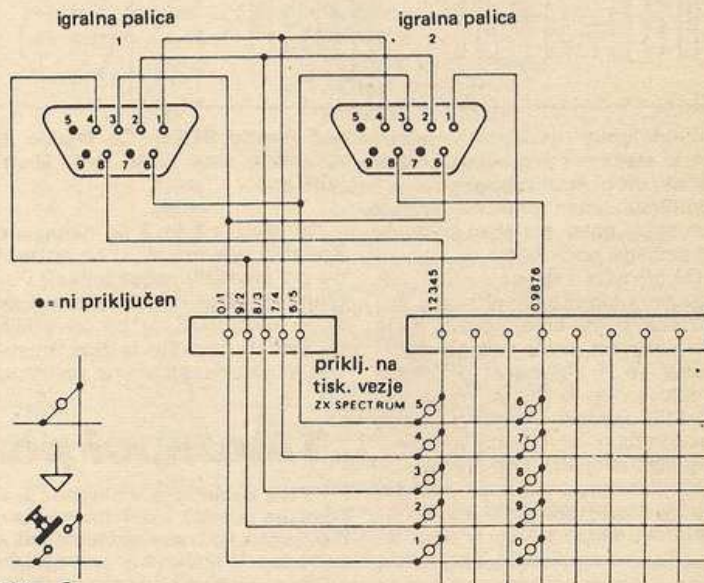 igralna palica
1
igralna palica
2
5 4 3 2 1
9 8 7 6
5 4 3 2 1
9 8 7 6
●= ni priključen
0/1
9/2
8/3
7/4
6/5
12345
09876
priklj. na
tisk. vezje
ZX SPECTRUM
5
6
4
7
3
8
2
9
1
0